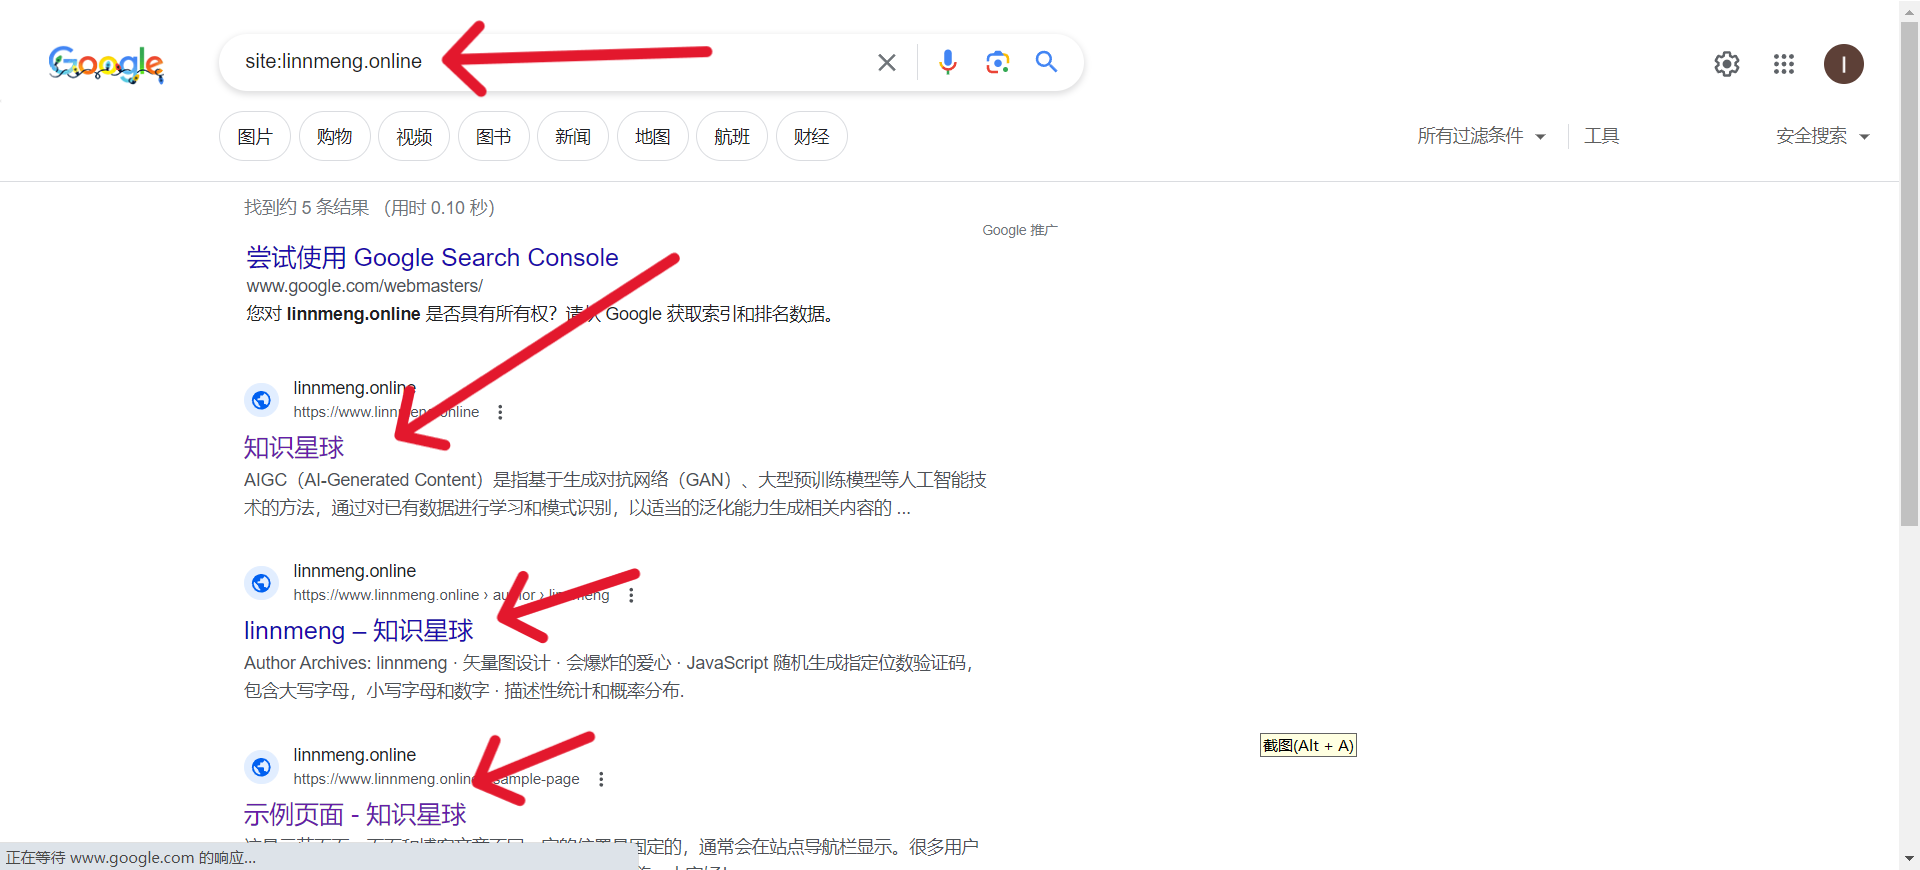 Google
site:linnmeng.online
I
图片 购物 视频 图书 新闻 地图 航班 财经
所有过滤条件 工具 安全搜索
找到约 5 条结果 （用时 0.10 秒）
Google 推广
尝试使用 Google Search Console
www.google.com/webmasters/
您对 linnmeng.online 是否具有所有权？请 Google 获取索引和排名数据。
linnmeng.online
https://www.linnmeng.online
知识星球
AIGC（AI-Generated Content）是指基于生成对抗网络（GAN）、大型预训练模型等人工智能技
术的方法，通过对已有数据进行学习和模式识别，以适当的泛化能力生成相关内容的 ...
linnmeng.online
https://www.linnmeng.online › author › linnmeng
linnmeng – 知识星球
Author Archives: linnmeng · 矢量图设计 · 会爆炸的爱心 · JavaScript 随机生成指定位数验证码，
包含大写字母，小写字母和数字 · 描述性统计和概率分布.
linnmeng.online
https://www.linnmeng.online sample-page
截图(Alt + A)
示例页面 - 知识星球
固定的，通常会在站点导航栏显示。很多用户
正在等待 www.google.com 的响应...